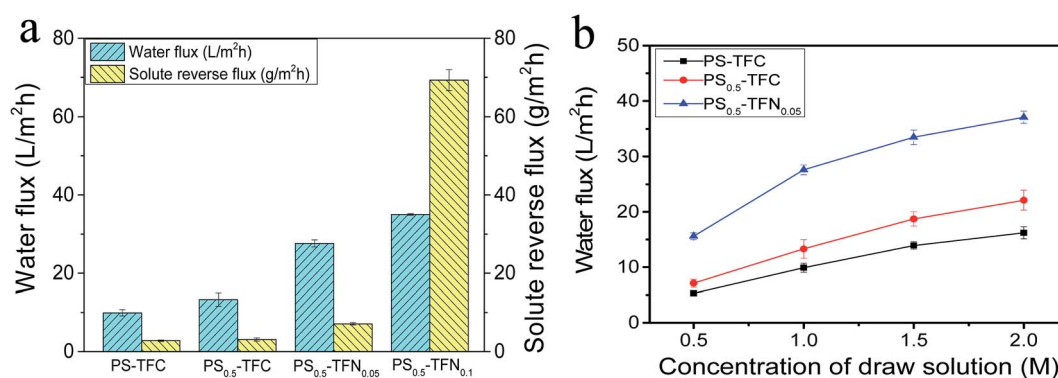 a
Water flux (L/m²h)
Solute reverse flux (g/m²h)
80
60
40
20
0
Water flux (L/m²h)
80
60
40
20
0
Solute reverse flux (g/m²h)
PS-TFC
PS₀.₅-TFC
PS₀.₅-TFN₀.₀₅
PS₀.₅-TFN₀.₁
b
PS-TFC
PS₀.₅-TFC
PS₀.₅-TFN₀.₀₅
50
40
30
20
10
0
Water flux (L/m²h)
0.5
1.0
1.5
2.0
Concentration of draw solution (M)